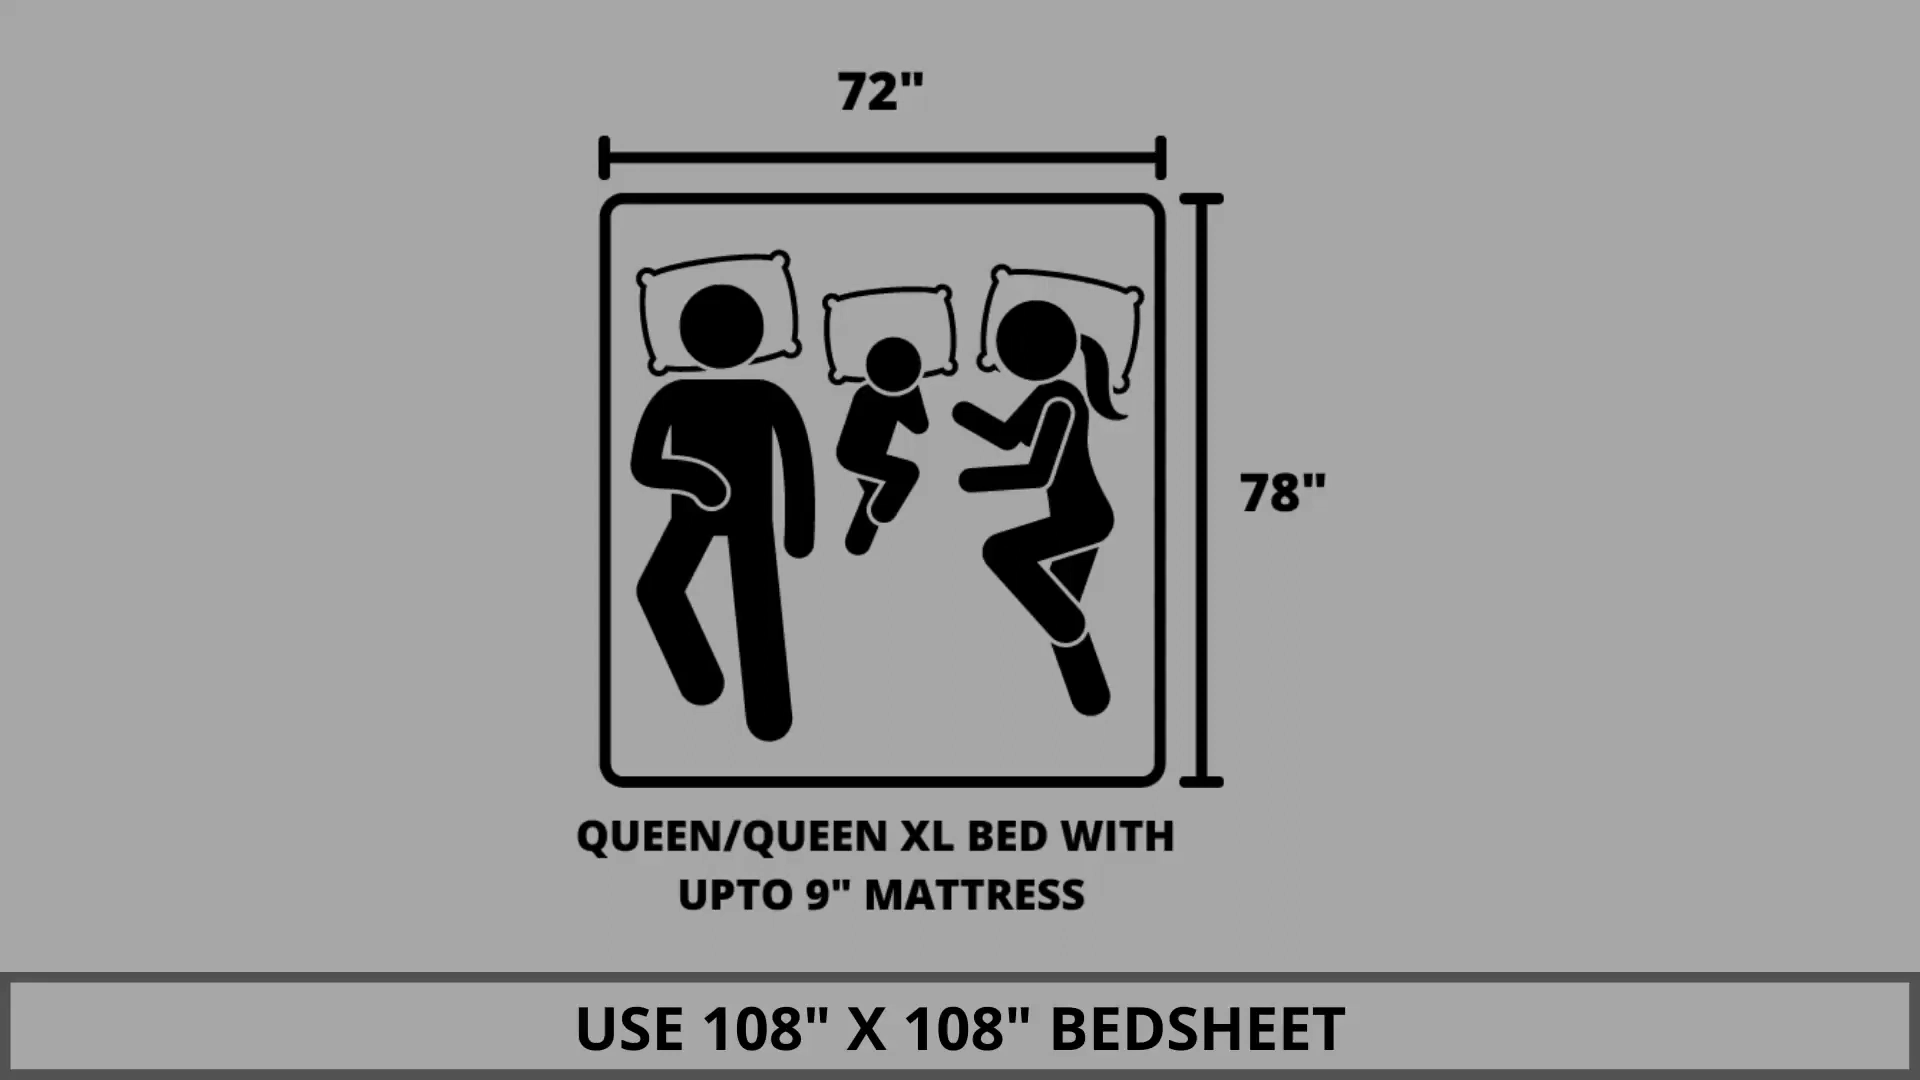 72"
78"
QUEEN/QUEEN XL BED WITH
UPTO 9" MATTRESS
USE 108" X 108" BEDSHEET